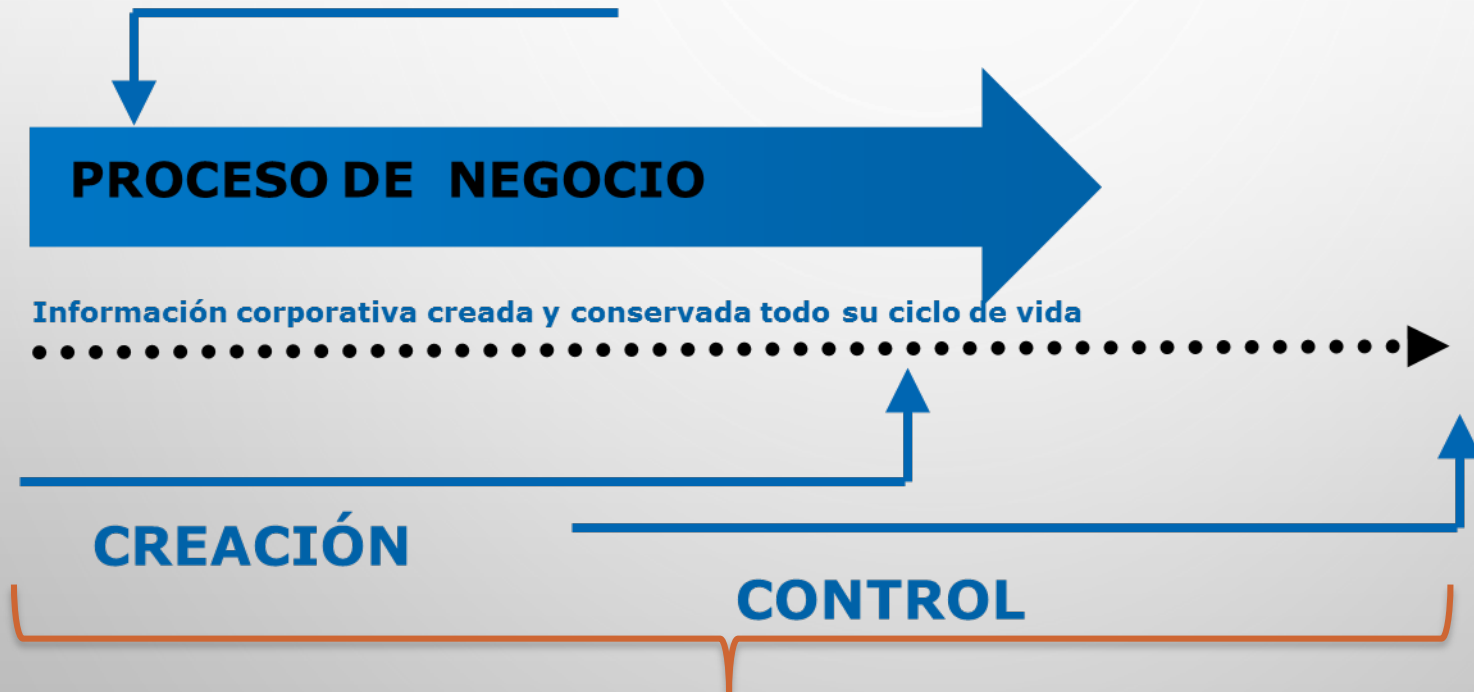 PROCESO DE NEGOCIO
Información corporativa creada y conservada todo su ciclo de vida
CREACIÓN
CONTROL